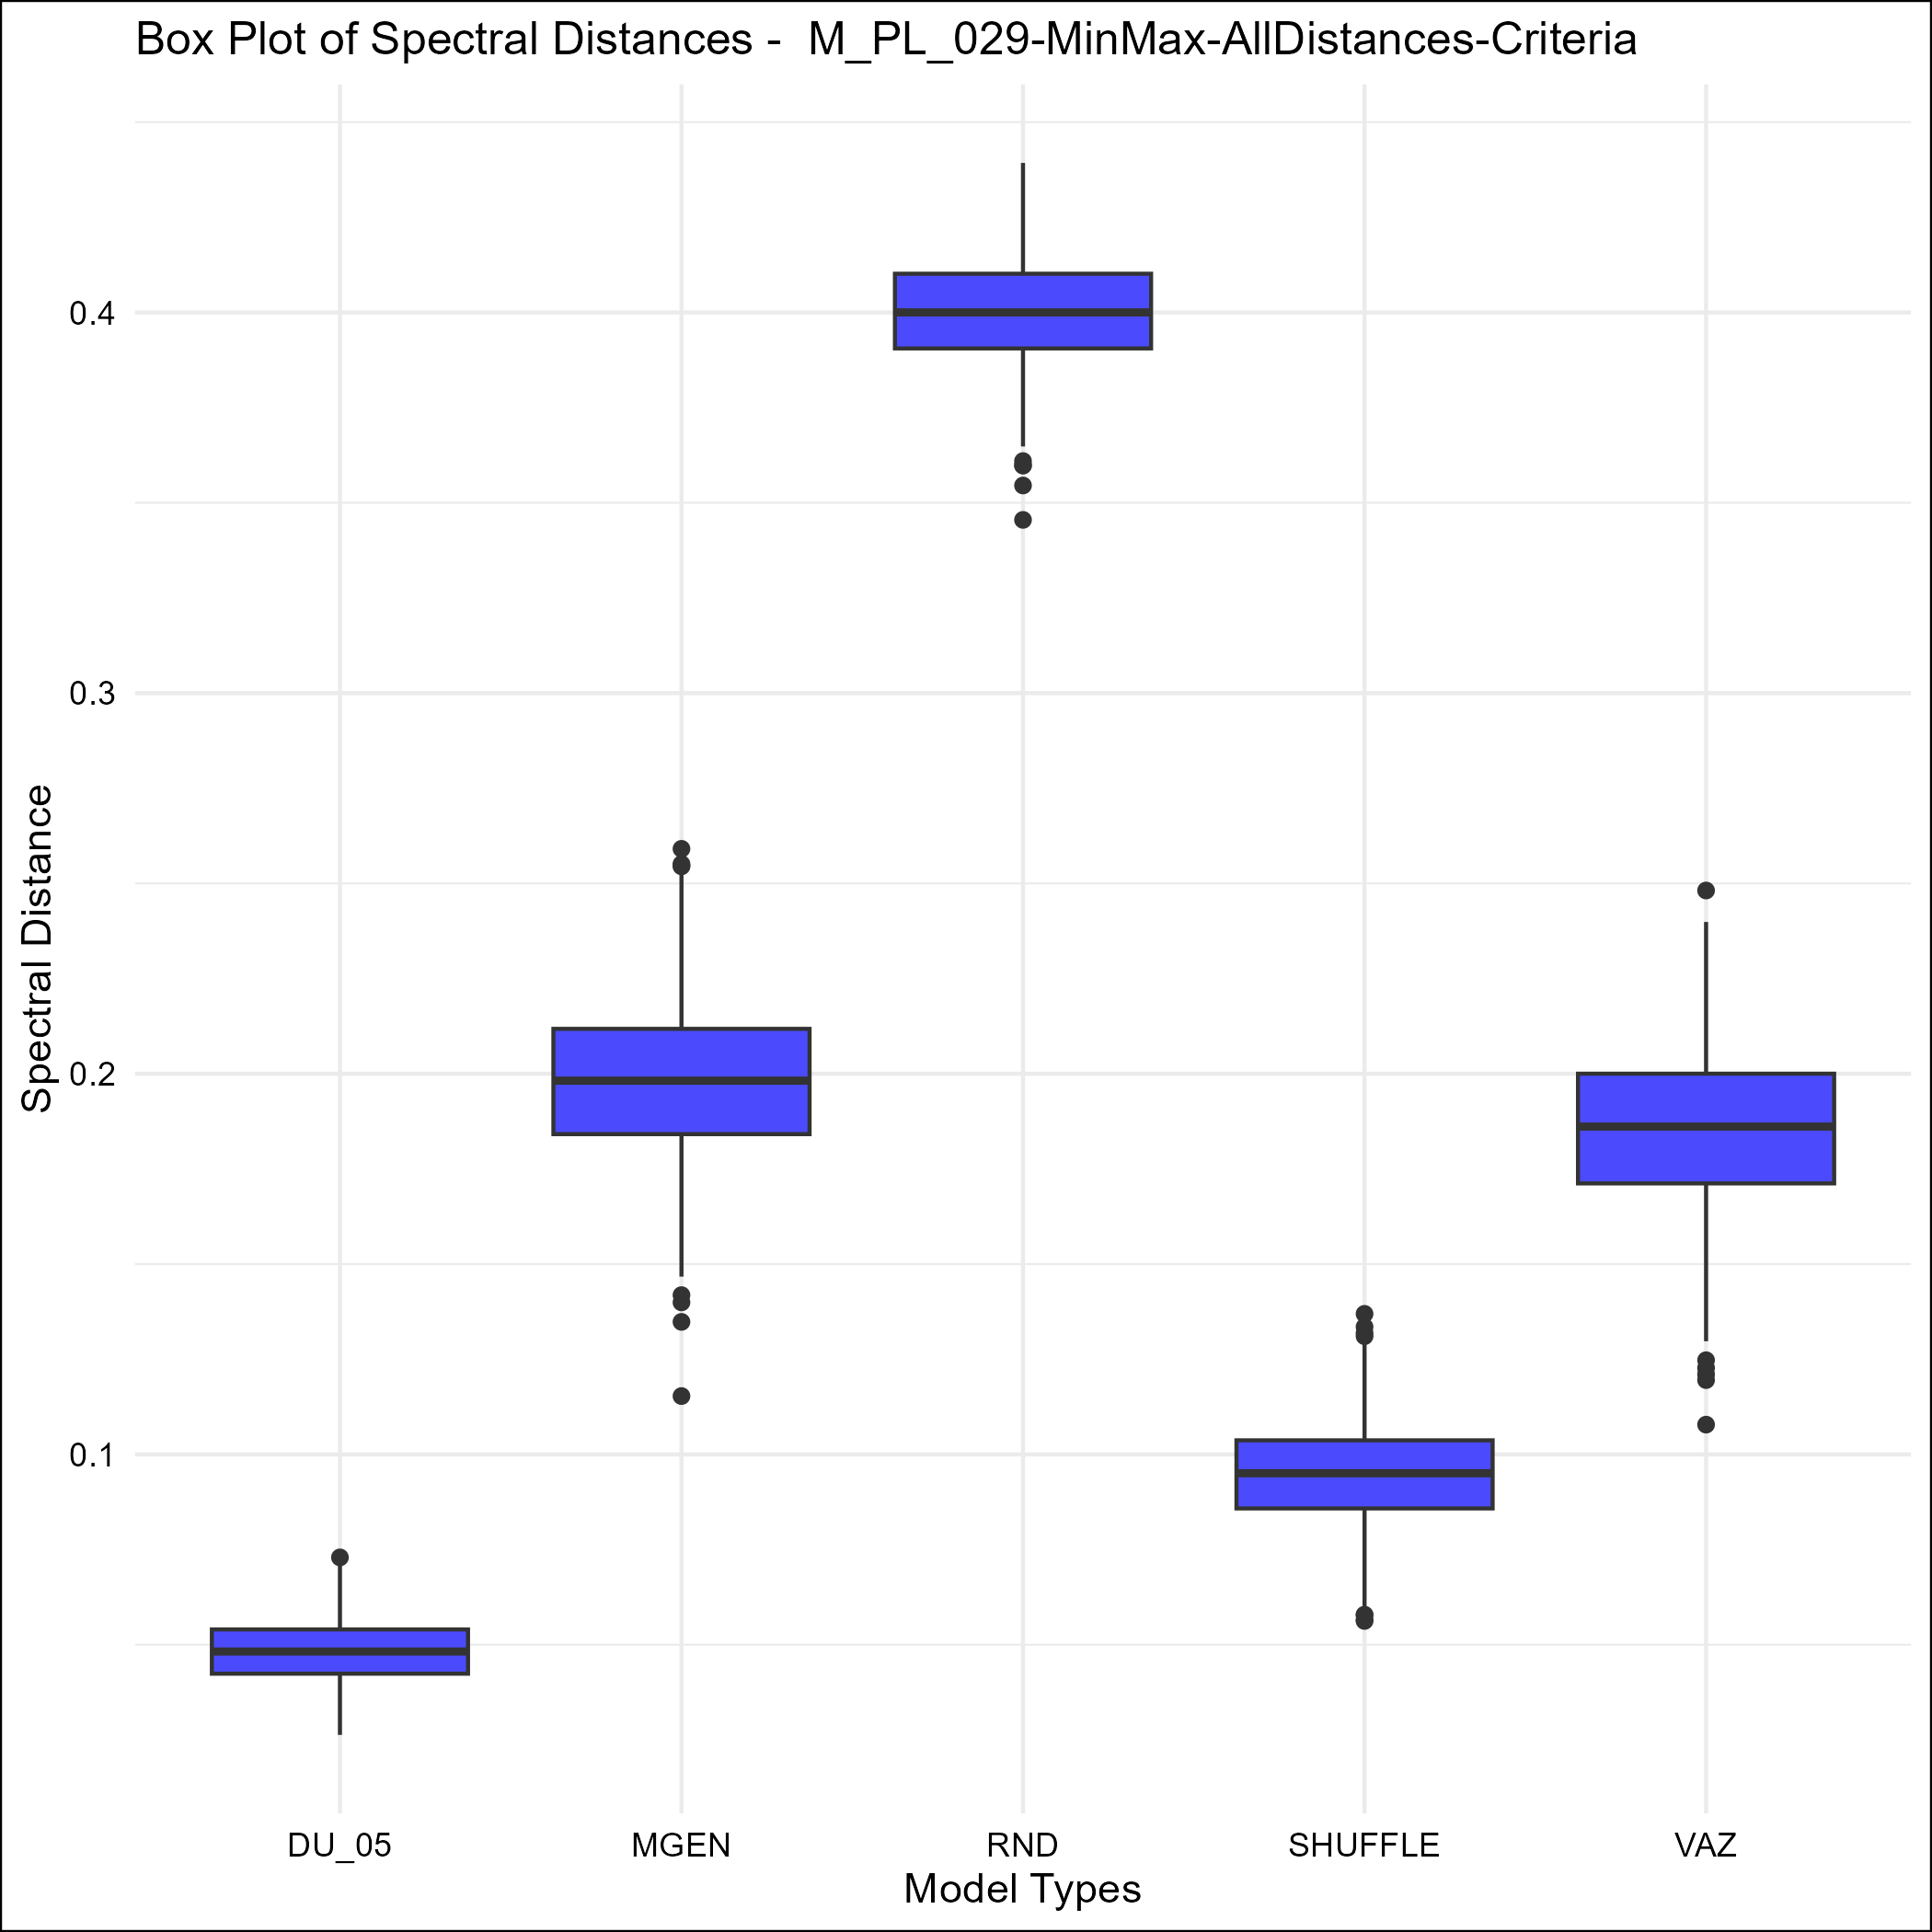 Box Plot of Spectral Distances -  M_PL_029-MinMax-AllDistances-Criteria
Spectral Distance
0.4
0.3
0.2
0.1
DU_05 MGEN RND SHUFFLE VAZ
Model Types